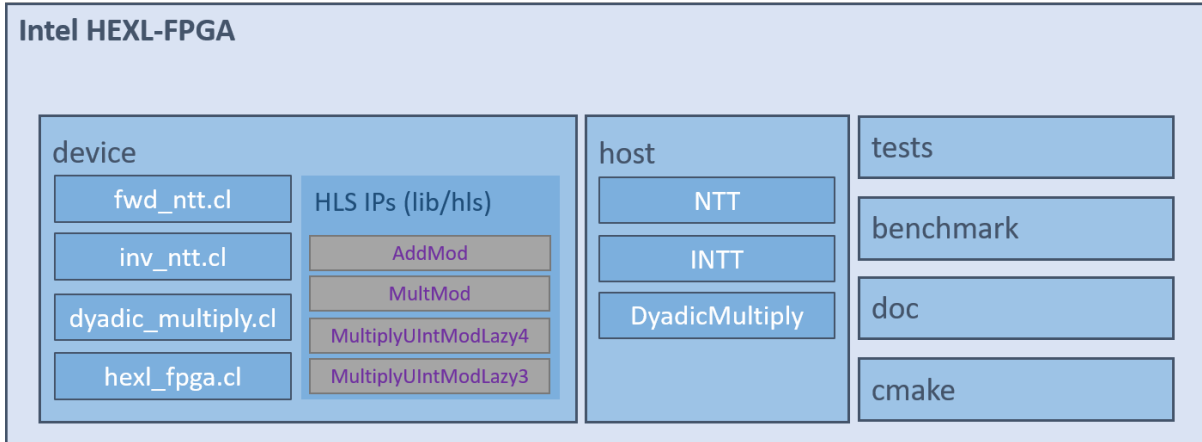 Intel HEXL-FPGA
device
fwd_ntt.cl
inv_ntt.cl
dyadic_multiply.cl
hexl_fpga.cl
HLS IPs (lib/hls)
AddMod
MultMod
MultiplyUIntModLazy4
MultiplyUIntModLazy3
host
NTT
INTT
DyadicMultiply
tests
benchmark
doc
cmake